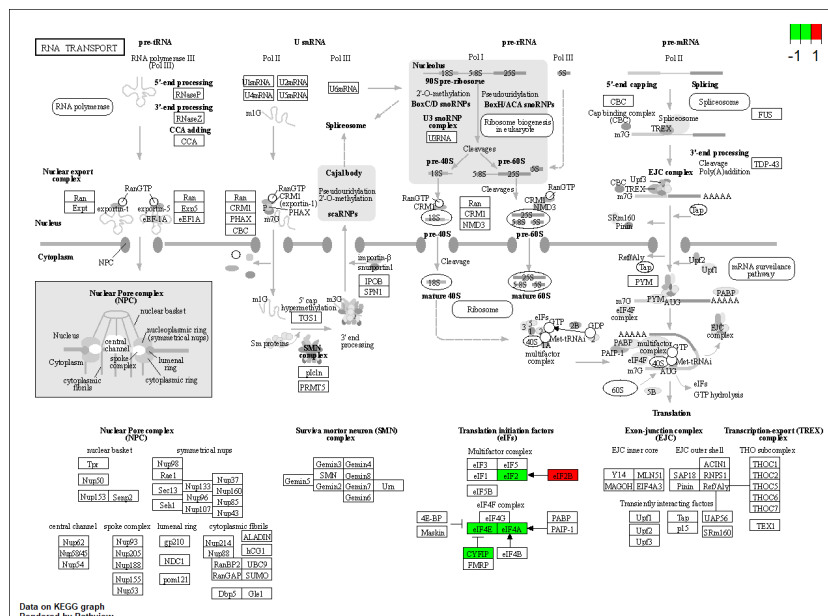 RNA TRANSPORT
-1 1
pre-tRNA
RNA polymerase III
(Pol III)
RNA polymerase
5'-end processing
RNaseP
3'-end processing
RNaseZ
CCA adding
CCA
Nuclear export
complex
Ran
Expt
RanGTP
exportin-t
exportin-5
eEF-1A
Ran
Exp5
eEF1A
Nucleus
Cytoplasm
NPC
Nuclear Pore complex
(NPC)
nuclear basket
nucleoplasmic ring
(symmetrical nups)
central
channel
spoke
complex
lumenal
ring
cytoplasmic ring
cytoplasmic
fibrils
Nucleus
Cytoplasm
U snRNA
Pol II
Pol III
U1snRNA U2snRNA
U4snRNA U5snRNA
U6snRNA
m1G
Spliceosome
Cajal body
Pseudouridylation
2'-O-methylation
scaRNPs
Ran
CRM1
PHAX
CBC
RanGTP
CRM1
(exportin-1)
PHAX
m7G
importin-β
snurportin1
IPOB
SPN1
m1G
5' cap
hypermethylation
TGS1
m3G
3' end
processing
Sm proteins
SMN
complex
pICln
PRMT5
pre-rRNA
Pol I
Pol III
Nucleolus
18S 5.8S 25S
5S
90S pre-ribosome
2'-O-methylation
BoxC/D snoRNPs
Pseudouridylation
BoxH/ACA snoRNPs
U3 snoRNP
complex
U3RNA
Ribosome biogenesis
in eukaryote
Cleavages
pre-40S
pre-60S
18S
5.8S 25S 5S
Cleavages
RanGTP
CRM1
18S
Ran
CRM1
NMD3
CRM1
RanGTP
NMD3
25S
5.8S 5S
pre-40S
pre-60S
Cleavage
18S
25S
5.8S 5S
mature 40S
mature 60S
Ribosome
eIFs
GTP
2B
GDP
Met-tRNAi
40S
1A
multifactor
complex
pre-mRNA
Pol II
5'-end capping
Splicing
CBC
Cap binding complex
(CBC)
m7G
Spliceosome
Spliceosome
TREX
FUS
3'-end processing
Cleavage
Poly(A)addition
TDP-43
EJC complex
CBC
Upf3
TREX
m7G
AAAAA
SRm160
Pinin
Tap
Ref/Aly
Tap
Upf2
Upf1
mRNA surveilance
pathway
PYM
PYM
AUG
PABP
AAAAA
m7G
eIF4F
complex
AAAAA
PABP
PAIP-1
eIF4F
m7G
multifactor
complex
GTP
40S
Met-tRNAi
AUG
EJC
complex
60S
5B
eIFs
GTP hydrolysis
Translation
Nuclear Pore complex
(NPC)
nuclear basket
Tpr
Nup50
Nup153 Senp2
symmetrical nups
Nup98
Rae1
Sec13
Seh1
Nup133
Nup96
Nup107
Nup37
Nup160
Nup85
Nup43
central channel
Nup62
Nup58/45
Nup54
spoke complex
Nup93
Nup205
Nup188
Nup155
Nup53
lumenal ring
gp210
NDC1
pom121
cytoplasmic fibrils
Nup214
Nup88
ALADIN
hCG1
RanBP2 UBC9
RanGAP SUMO
Dbp5 Gle1
Surviva mortor neuron (SMN)
complex
Gemin3 Gemin4
Gemin5
SMN Gemin8
Gemin2 Gemin7
Gemin6
Unr
Translation initiation factors
(eIFs)
Multifactor complex
eIF3 eIF5
eIF1 eIF2
eIF2B
eIF5B
eIF4F complex
4E-BP
Maskin
eIF4G
eIF4E eIF4A
PABP
PAIP-1
CYFIP
FMRP
eIF4B
Exon-junction complex
(EJC)
EJC inner core
Y14 MLN51
MAGOH EIF4A3
EJC outer shell
ACIN1
SAP18 RNPS1
Pinin Ref/Aly
Transiently interacting factors
Upf1
Upf2
Upf3
Tap
p15
UAP56
SRm160
Transcription-export (TREX)
complex
THO subcomplex
THOC1
THOC2
THOC5
THOC6
THOC7
TEX1
Data on KEGG graph
Rendered by Pathview